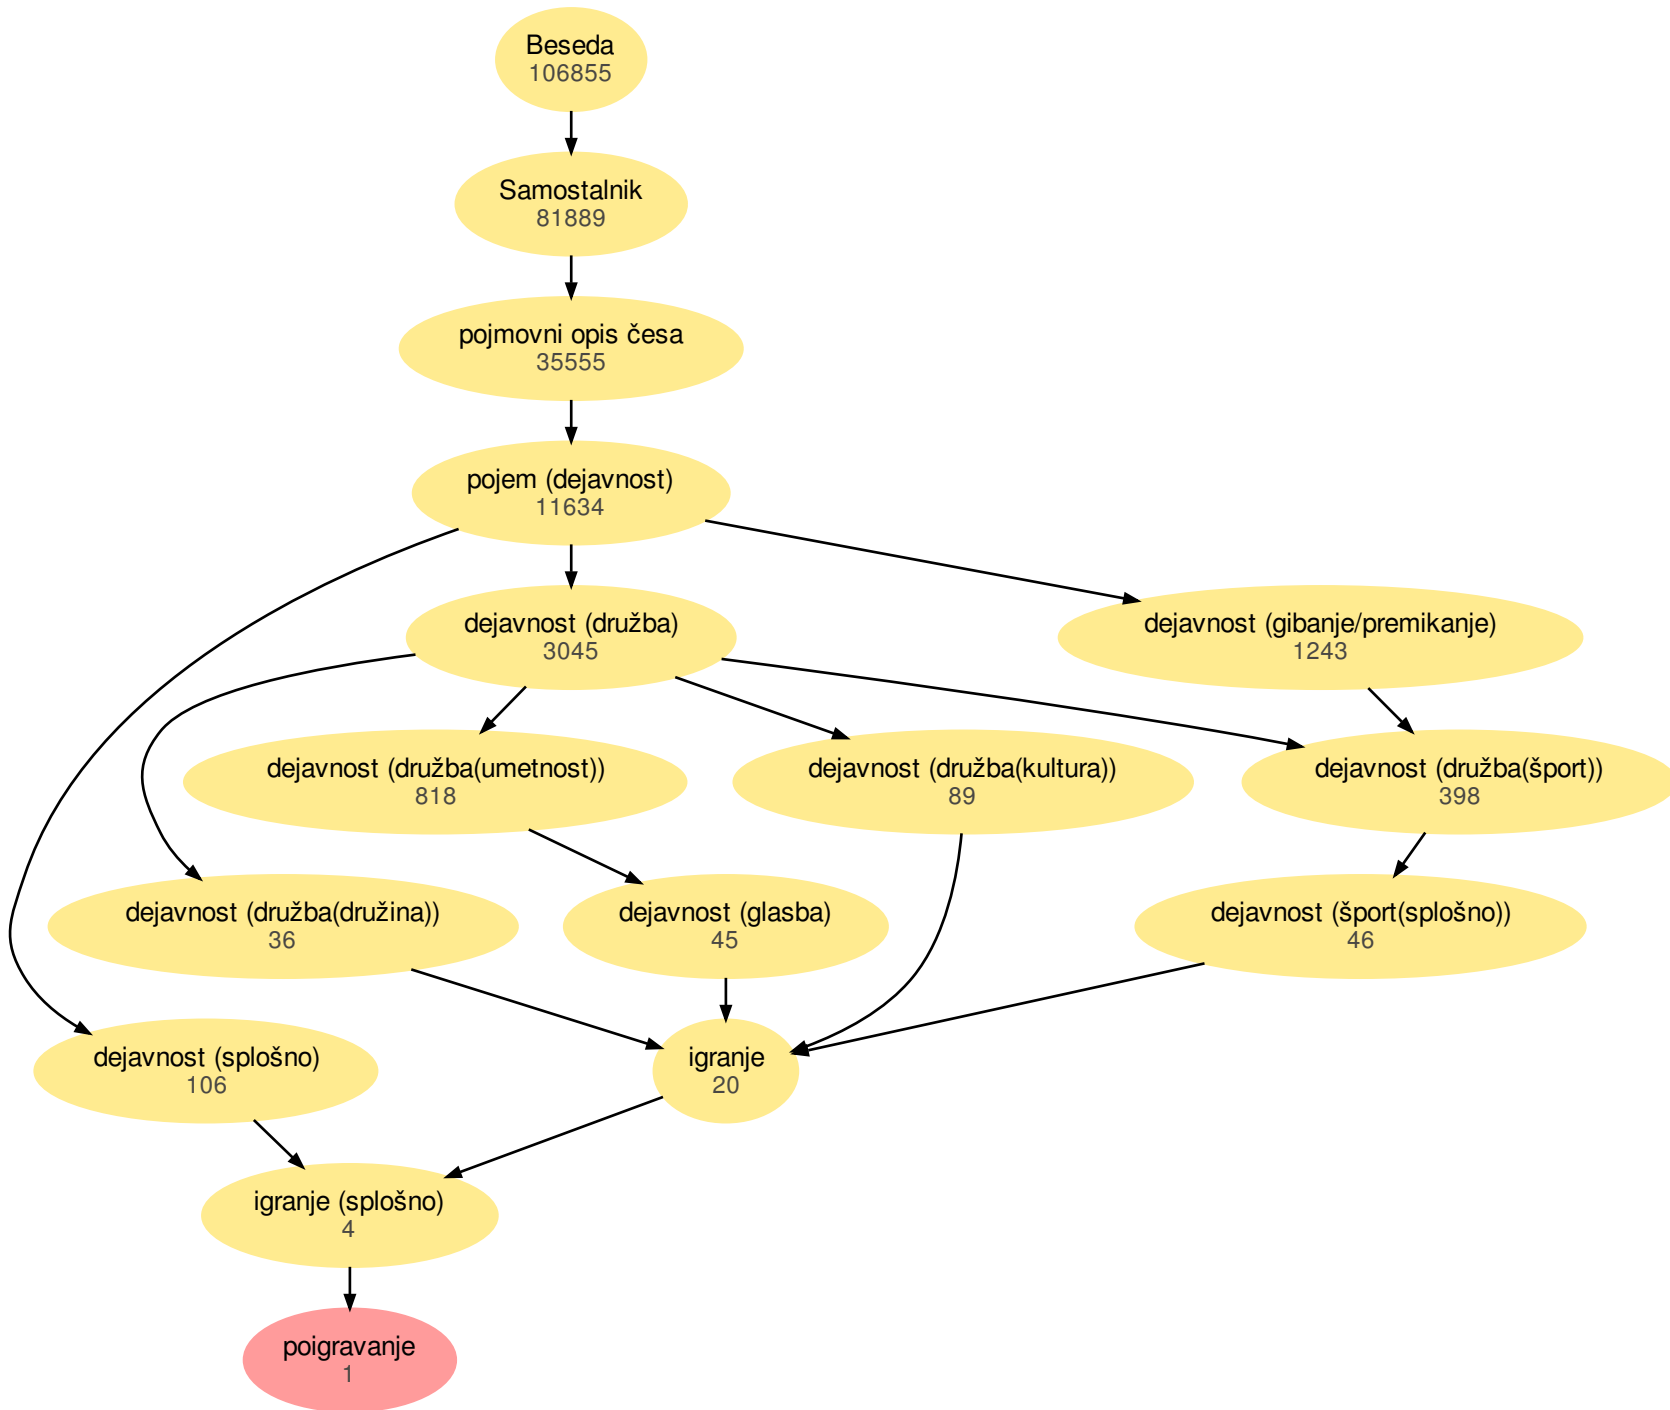 Beseda
106855
Samostalnik
81889
pojmovni opis česa
35555
pojem (dejavnost)
11634
dejavnost (družba)
3045
dejavnost (gibanje/premikanje)
1243
dejavnost (družba(umetnost))
818
dejavnost (družba(kultura))
89
dejavnost (družba(šport))
398
dejavnost (družba(družina))
36
dejavnost (glasba)
45
dejavnost (šport(splošno))
46
dejavnost (splošno)
106
igranje
20
igranje (splošno)
4
poigravanje
1